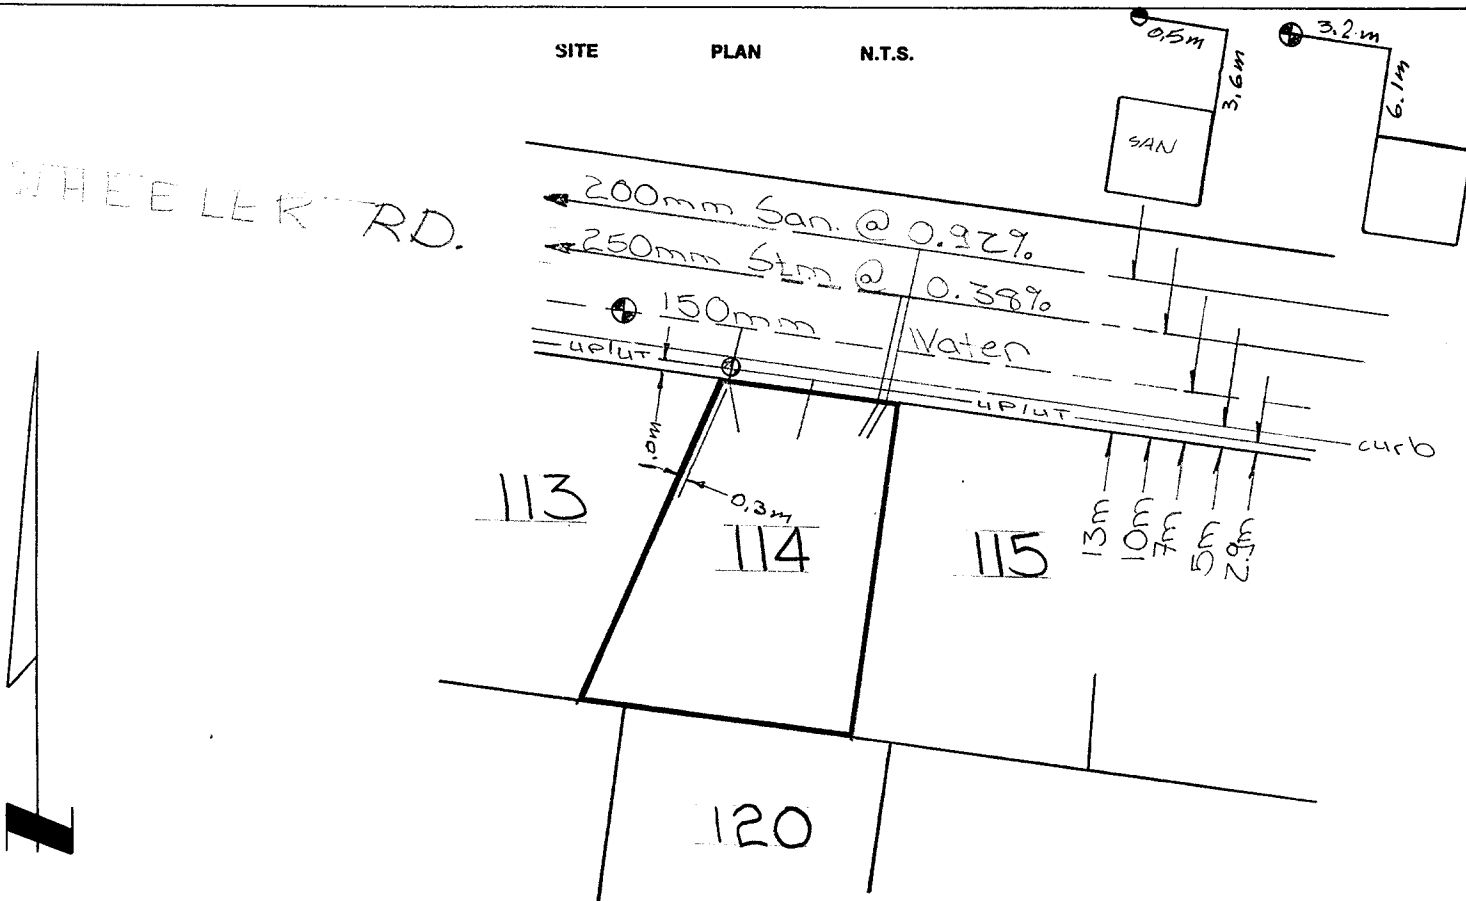 SITE PLAN N.T.S.
0.5m
3.6m
3.2m
6.1m
SAN
WHEELER RD.
200mm San. @ 0.92%
250mm Stm @ 0.38%
150mm Water
UP/UT
UP/UT
curb
1.0m
0.3m
113
114
115
13m
10m
7m
5m
2.9m
120
N